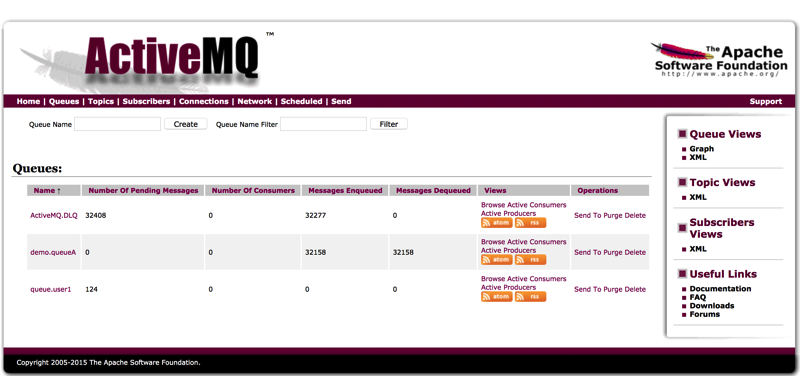 ActiveMQ ™
The Apache
Software Foundation
http://www.apache.org/
Home | Queues | Topics | Subscribers | Connections | Network | Scheduled | Send
Support
Queue Name Create Queue Name Filter Filter
Queues:
Name ↑ Number Of Pending Messages Number Of Consumers Messages Enqueued Messages Dequeued Views Operations
ActiveMQ.DLQ 32408 0 32277 0 Browse Active Consumers
Active Producers
atom rss
Send To Purge Delete
demo.queueA 0 0 32158 32158 Browse Active Consumers
Active Producers
atom rss
Send To Purge Delete
queue.user1 124 0 0 0 Browse Active Consumers
Active Producers
atom rss
Send To Purge Delete
Queue Views
Graph
XML
Topic Views
XML
Subscribers
Views
XML
Useful Links
Documentation
FAQ
Downloads
Forums
Copyright 2005-2015 The Apache Software Foundation.